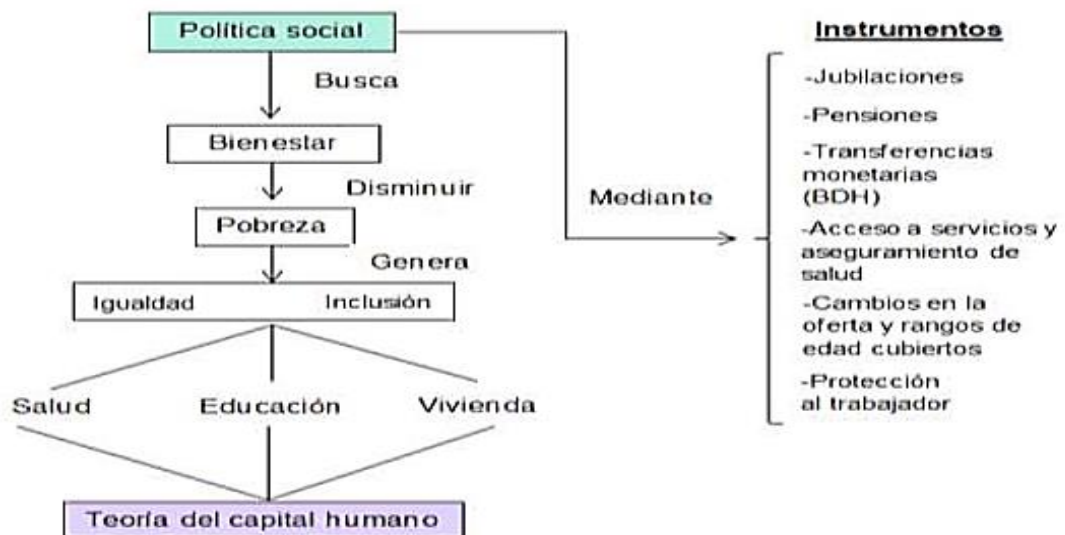 Política social
Busca
Bienestar
Disminuir
Pobreza
Genera
Igualdad Inclusión
Salud Educación Vivienda
Teoría del capital humano
Mediante
Instrumentos
-Jubilaciones
-Pensiones
-Transferencias
monetarias
(BDH)
-Acceso a servicios y
aseguramiento de
salud
-Cambios en la
oferta y rangos de
edad cubiertos
-Protección
al trabajador